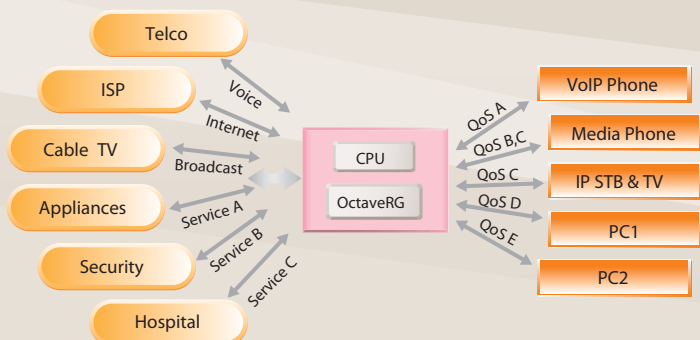 Telco
ISP
Cable TV
Appliances
Security
Hospital
Voice
Internet
Broadcast
Service A
Service B
Service C
CPU
OctaveRG
QoS A
QoS B,C
QoS C
QoS D
QoS E
VoIP Phone
Media Phone
IP STB & TV
PC1
PC2